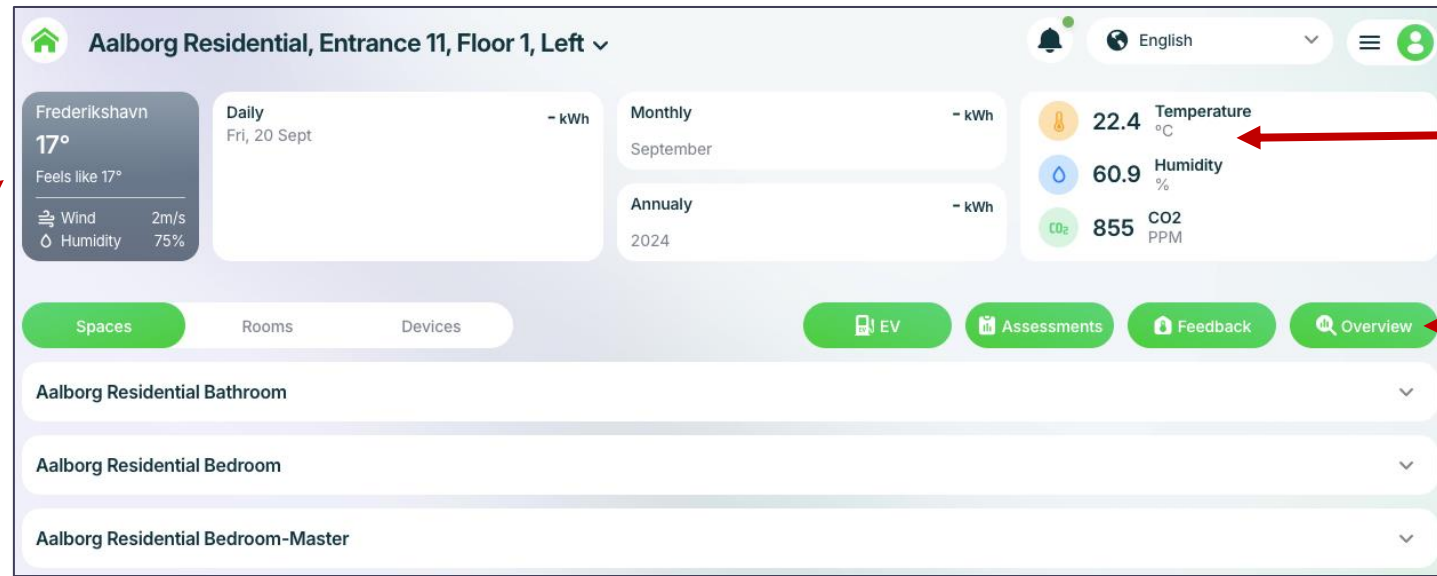 Aalborg Residential, Entrance 11, Floor 1, Left
English
Frederikshavn
17°
Feels like 17°
Wind 2m/s
Humidity 75%
Daily - kWh
Fri, 20 Sept
Monthly - kWh
September
Annualy - kWh
2024
22.4 Temperature
°C
60.9 Humidity
%
CO₂ 855 CO2
PPM
Spaces Rooms Devices EV Assessments Feedback Overview
Aalborg Residential Bathroom
Aalborg Residential Bedroom
Aalborg Residential Bedroom-Master